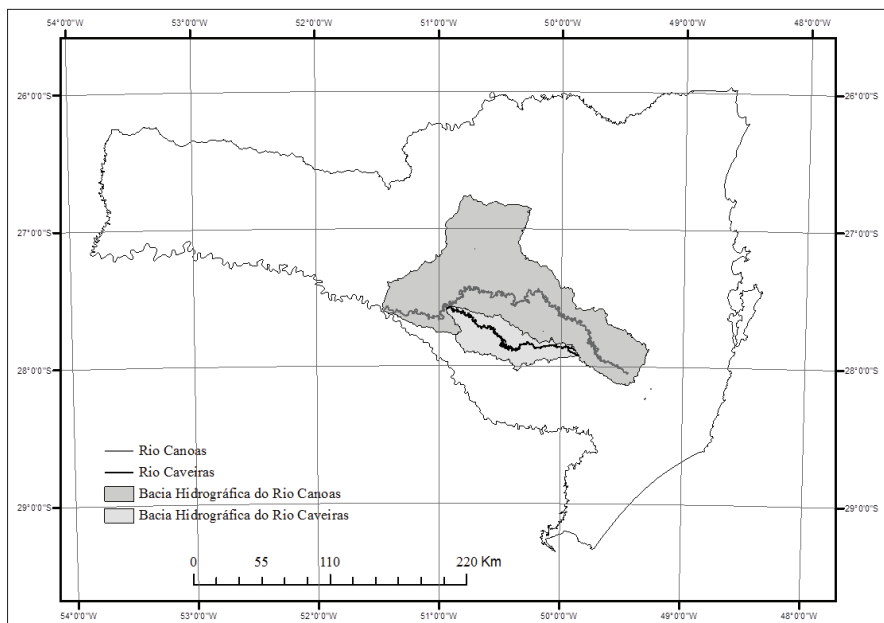 54°0'0"W 53°0'0"W 52°0'0"W 51°0'0"W 50°0'0"W 49°0'0"W 48°0'0"W
26°0'0"S 26°0'0"S
27°0'0"S 27°0'0"S
28°0'0"S 28°0'0"S
Rio Canoas
Rio Caveiras
Bacia Hidrográfica do Rio Canoas
29°0'0"S 29°0'0"S
Bacia Hidrográfica do Rio Caveiras
0 55 110 220 Km
54°0'0"W 53°0'0"W 52°0'0"W 51°0'0"W 50°0'0"W 49°0'0"W 48°0'0"W